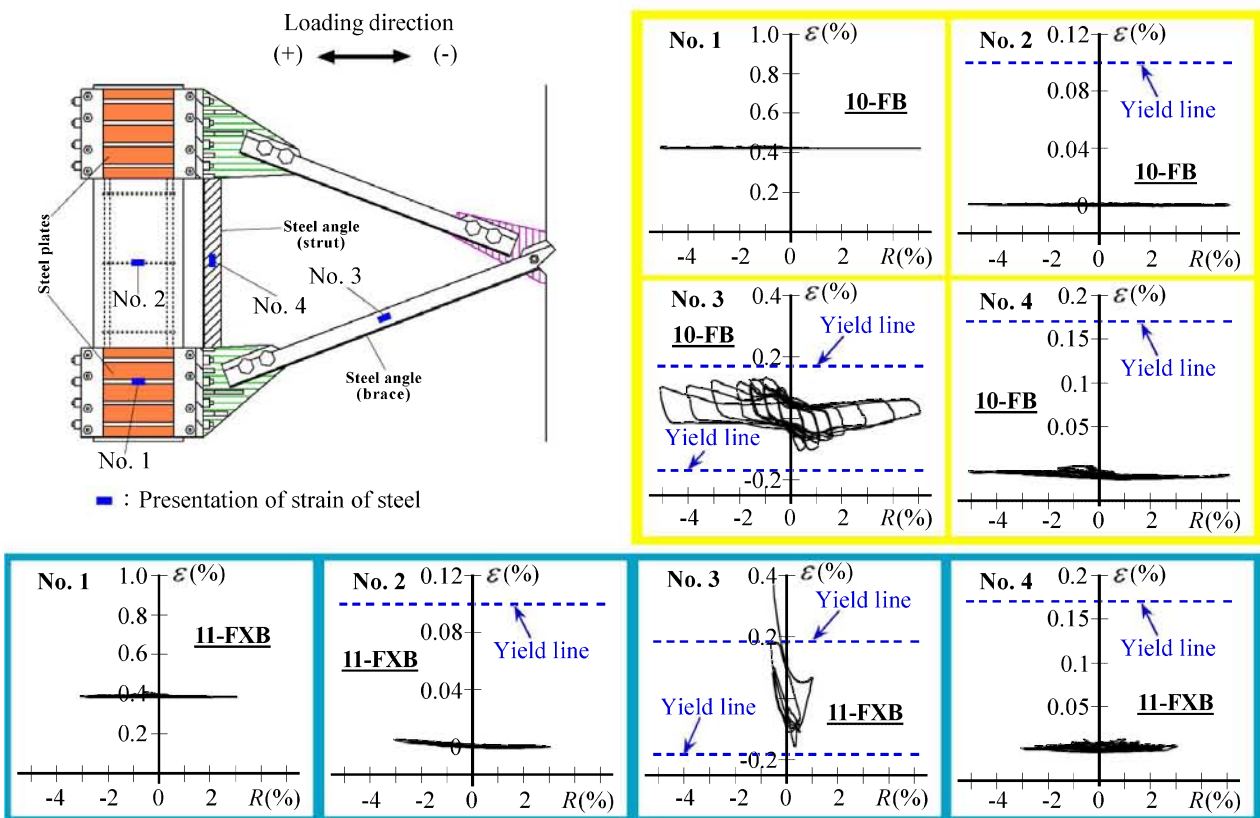 Loading direction
(+) (-)
Steel plates
Steel angle
(strut)
No. 3
No. 2
No. 4
Steel angle
(brace)
No. 1
: Presentation of strain of steel
No. 1
1.0 ε(%)
0.8
0.6
10-FB
0.4
0.2
-4 -2 0 2 R(%)
No. 2
0.12 ε(%)
Yield line
0.08
0.04
10-FB
0
-4 -2 0 2 R(%)
No. 3
0.4 ε(%)
10-FB
Yield line
0.2
Yield line
-0.2
-4 -2 0 2 R(%)
No. 4
0.2 ε(%)
0.15
Yield line
0.1
10-FB
0.05
-4 -2 0 2 R(%)
No. 1
1.0 ε(%)
0.8
11-FXB
0.6
0.4
0.2
-4 -2 0 2 R(%)
No. 2
0.12 ε(%)
0.08
Yield line
11-FXB
0.04
0
-4 -2 0 2 R(%)
No. 3
0.4 ε(%)
Yield line
0.2
Yield line
11-FXB
-0.2
-4 -2 0 2 R(%)
No. 4
0.2 ε(%)
0.15
Yield line
0.1
11-FXB
0.05
-4 -2 0 2 R(%)